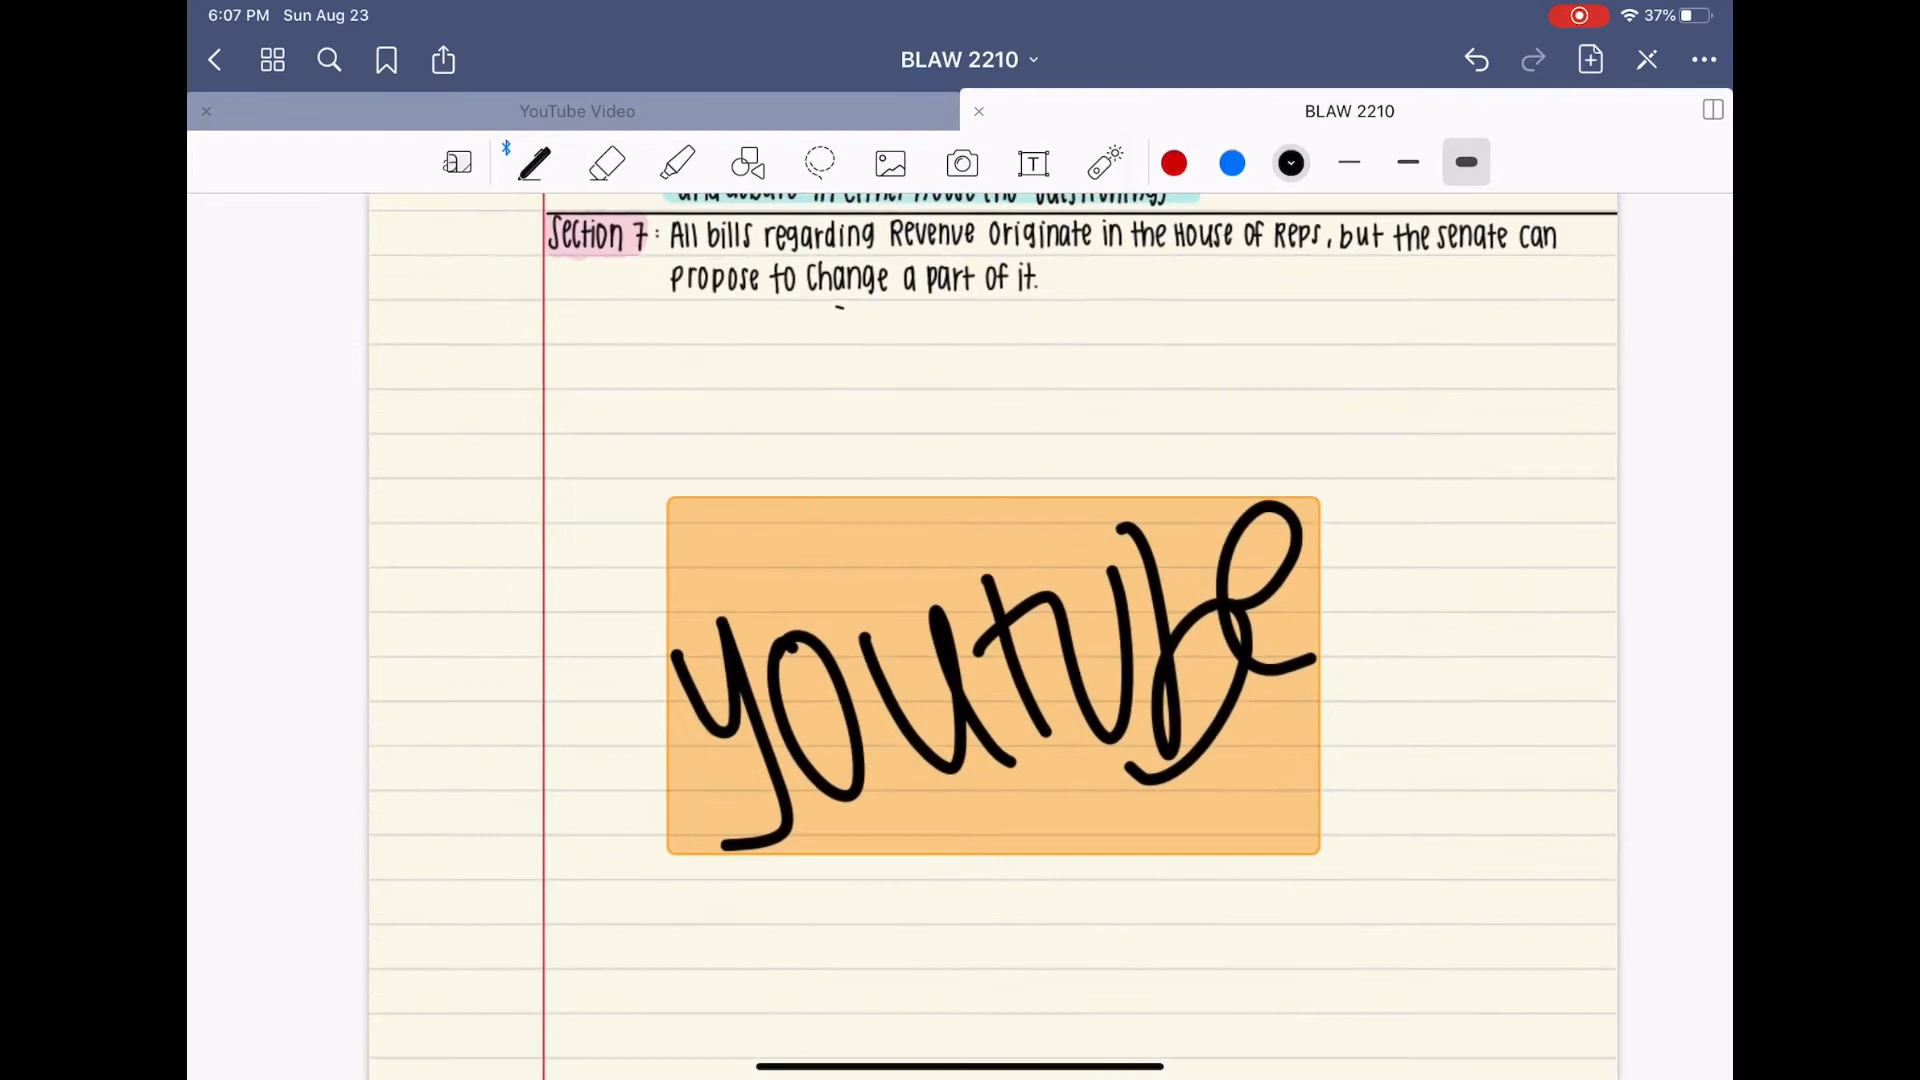 6:07 PM Sun Aug 23 37%
BLAW 2210
YouTube Video BLAW 2210
T
Section 7: All bills regarding Revenue Originate in the House of Reps, but the senate can
propose to Change a part of it.
youtube